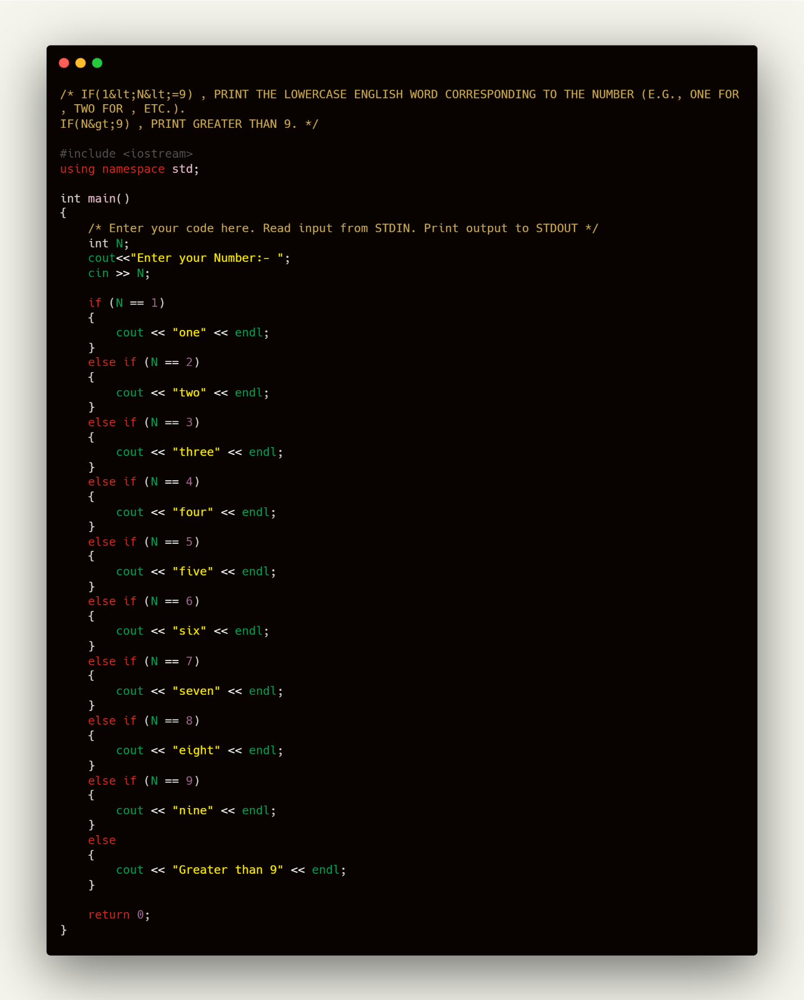 /* IF(1&lt;N&lt;=9) , PRINT THE LOWERCASE ENGLISH WORD CORRESPONDING TO THE NUMBER (E.G., ONE FOR
, TWO FOR , ETC.).
IF(N&gt;9) , PRINT GREATER THAN 9. */

#include <iostream>
using namespace std;

int main()
{
    /* Enter your code here. Read input from STDIN. Print output to STDOUT */
    int N;
    cout<<"Enter your Number:- ";
    cin >> N;

    if (N == 1)
    {
        cout << "one" << endl;
    }
    else if (N == 2)
    {
        cout << "two" << endl;
    }
    else if (N == 3)
    {
        cout << "three" << endl;
    }
    else if (N == 4)
    {
        cout << "four" << endl;
    }
    else if (N == 5)
    {
        cout << "five" << endl;
    }
    else if (N == 6)
    {
        cout << "six" << endl;
    }
    else if (N == 7)
    {
        cout << "seven" << endl;
    }
    else if (N == 8)
    {
        cout << "eight" << endl;
    }
    else if (N == 9)
    {
        cout << "nine" << endl;
    }
    else
    {
        cout << "Greater than 9" << endl;
    }

    return 0;
}